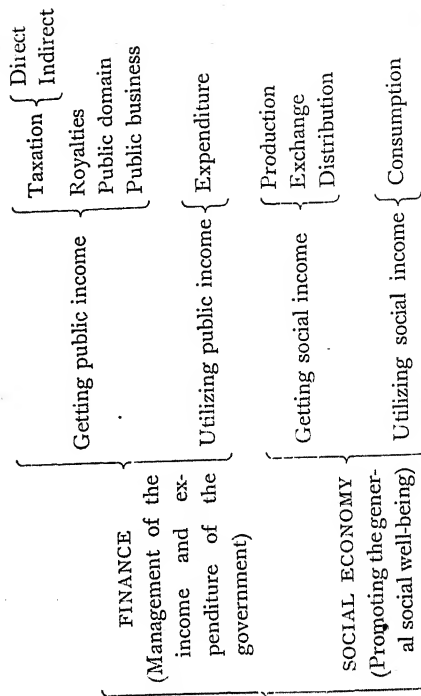 FINANCE
(Management of the
income and ex-
penditure of the
government)
Getting public income
Taxation
Direct
Indirect
Royalties
Public domain
Public business
Utilizing public income
Expenditure
SOCIAL ECONOMY
(Promoting the gener-
al social well-being)
Getting social income
Production
Exchange
Distribution
Utilizing social income
Consumption